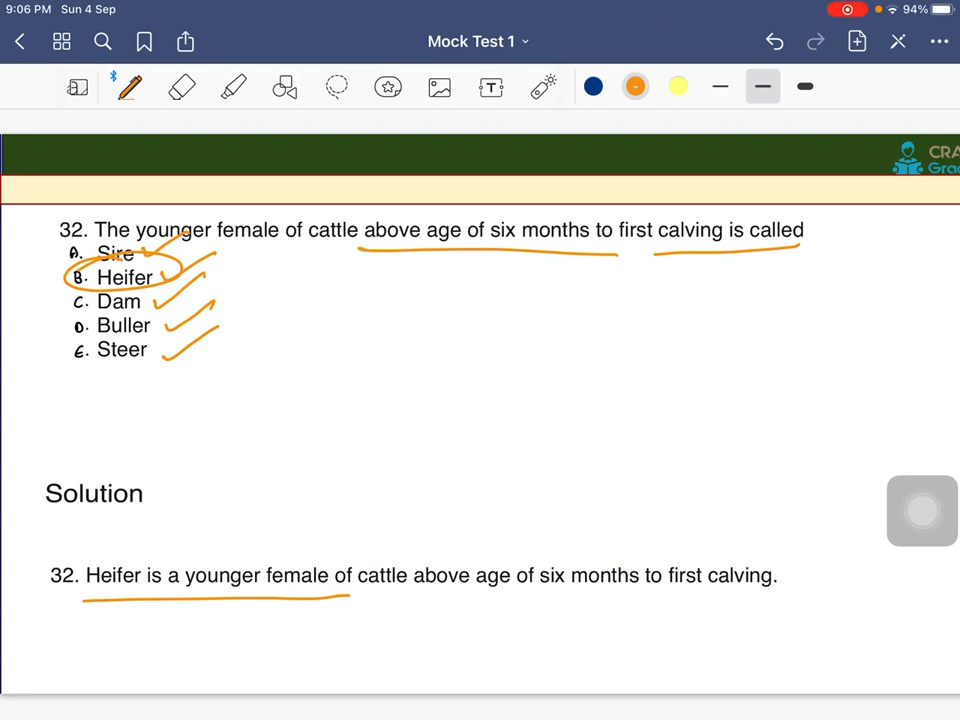 9:06 PM Sun 4 Sep 94%
Mock Test 1
T
CRA
Grad
32. The younger female of cattle above age of six months to first calving is called
A. Sire
B. Heifer
C. Dam
D. Buller
E. Steer
Solution
32. Heifer is a younger female of cattle above age of six months to first calving.